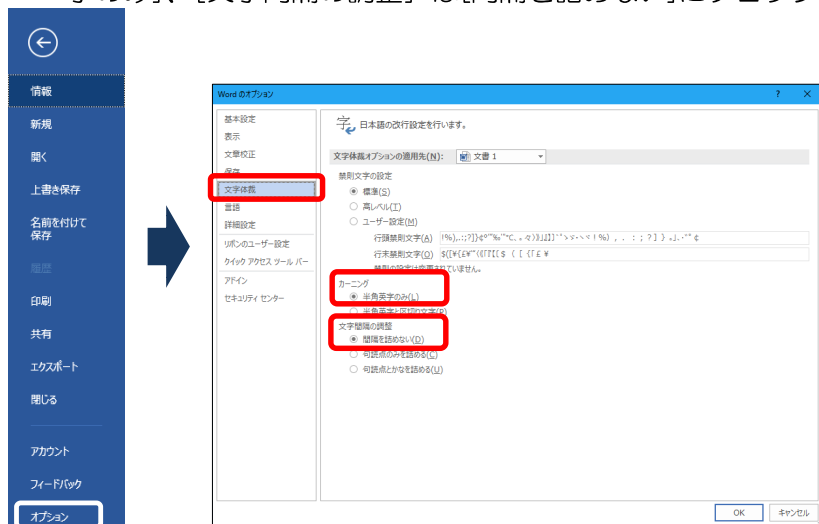 情報
新規
開く
上書き保存
名前を付けて
保存
履歴
印刷
共有
エクスポート
閉じる
アカウント
フィードバック
オプション
Word のオプション
? ×
基本設定
表示
文章校正
保存
文字体裁
言語
詳細設定
リボンのユーザー設定
クイック アクセス ツール バー
アドイン
セキュリティ センター
字 日本語の改行設定を行います。
文字体裁オプションの適用先(N): 文書 1
禁則文字の設定
標準(S)
高レベル(T)
ユーザー設定(M)
行頭禁則文字(A)
行末禁則文字(O)
禁則の設定は変更されていません。
カーニング
半角英字のみ(L)
半角英字と区切り文字(P)
文字間隔の調整
間隔を詰めない(D)
句読点のみを詰める(C)
句読点とかなを詰める(U)
OK キャンセル